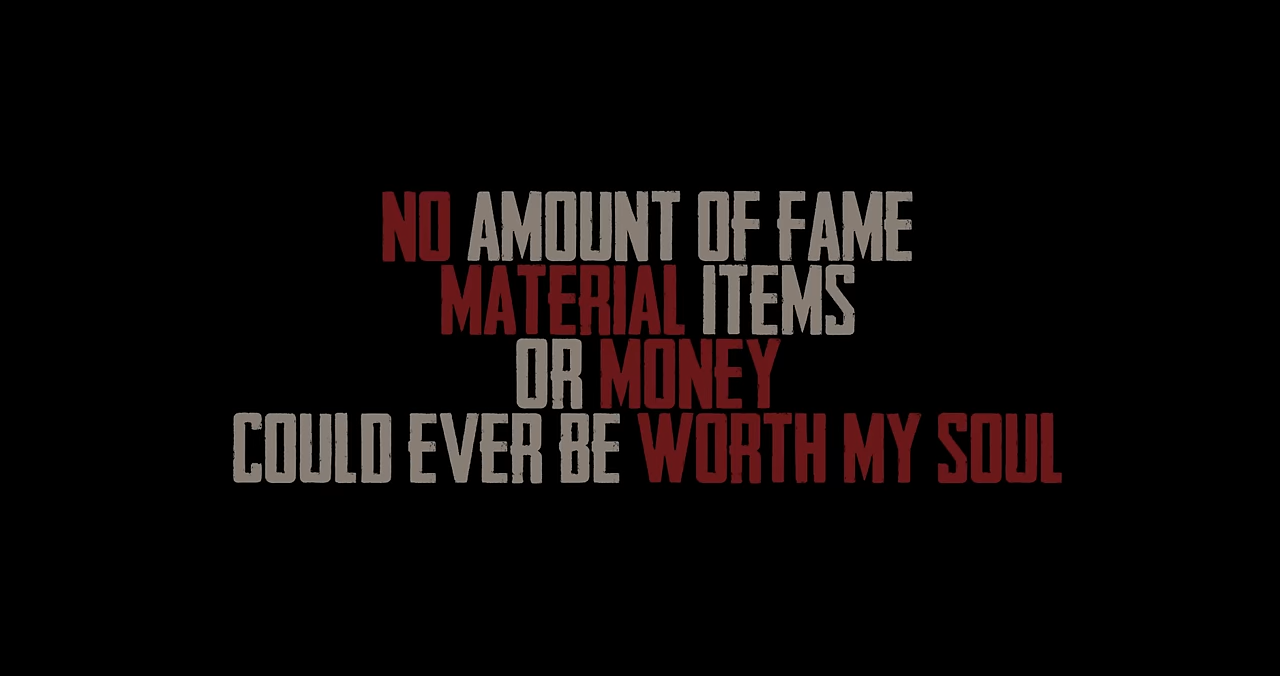 NO AMOUNT OF FAME
MATERIAL ITEMS
OR MONEY
COULD EVER BE WORTH MY SOUL